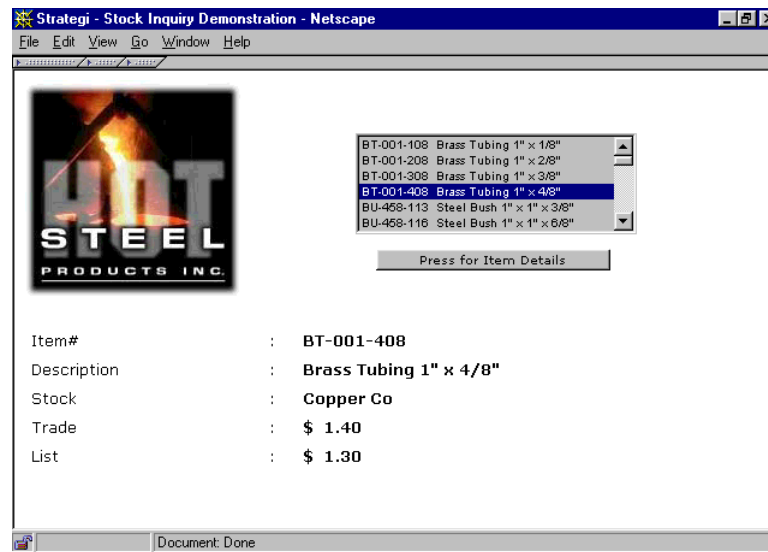 Strategi - Stock Inquiry Demonstration - Netscape
File Edit View Go Window Help
HOT
STEEL
PRODUCTS INC.
BT-001-108 Brass Tubing 1" x 1/8"
BT-001-208 Brass Tubing 1" x 2/8"
BT-001-308 Brass Tubing 1" x 3/8"
BT-001-408 Brass Tubing 1" x 4/8"
BU-458-113 Steel Bush 1" x 1" x 3/8"
BU-458-116 Steel Bush 1" x 1" x 6/8"
Press for Item Details
Item# : BT-001-408
Description : Brass Tubing 1" x 4/8"
Stock : Copper Co
Trade : $ 1.40
List : $ 1.30
Document: Done